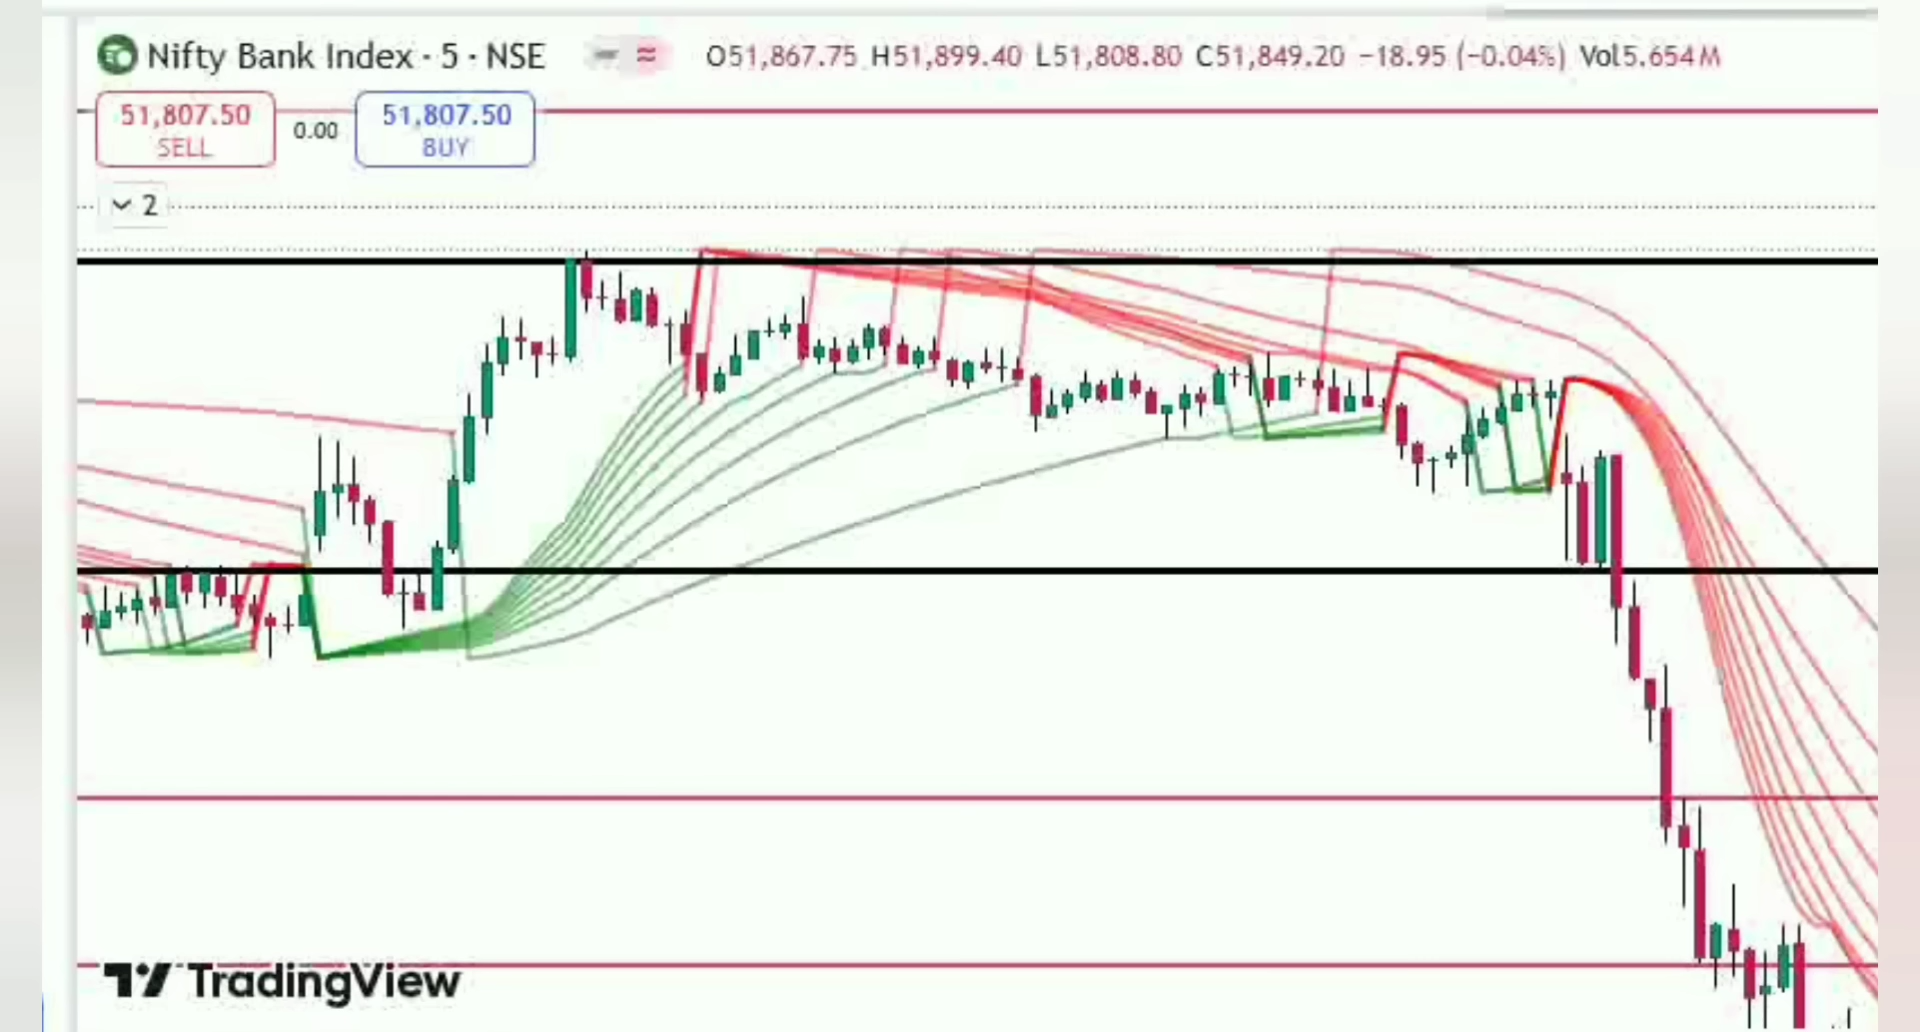 Nifty Bank Index · 5 · NSE O51,867.75 H51,899.40 L51,808.80 C51,849.20 −18.95 (−0.04%) Vol5.654M
51,807.50 0.00 51,807.50
SELL BUY
2
TradingView